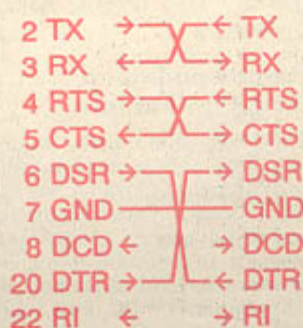 2 TX → ← TX
3 RX ← → RX
4 RTS → ← RTS
5 CTS ← → CTS
6 DSR → → DSR
7 GND GND
8 DCD ← → DCD
20 DTR → ← DTR
22 RI ← → RI